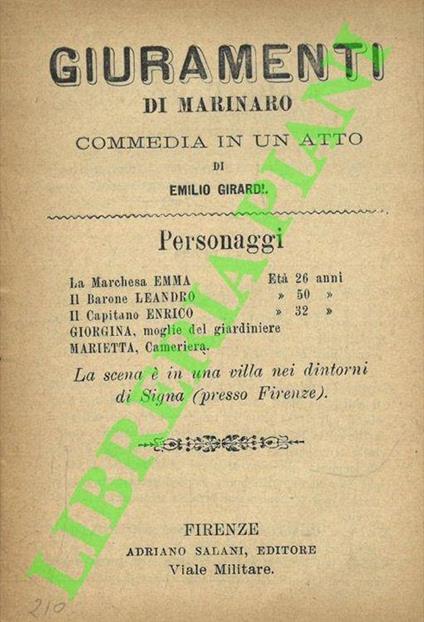 GIURAMENTI
DI MARINARO
COMMEDIA IN UN ATTO
DI
EMILIO GIRARDI.
Personaggi
La Marchesa EMMA Età 26 anni
Il Barone LEANDRO » 50 »
Il Capitano ENRICO » 32 »
GIORGINA, moglie del giardiniere
MARIETTA, Cameriera.
La scena è in una villa nei dintorni
di Signa (presso Firenze).
FIRENZE
ADRIANO SALANI, EDITORE
Viale Militare.
210
LIBRERIA PIANI